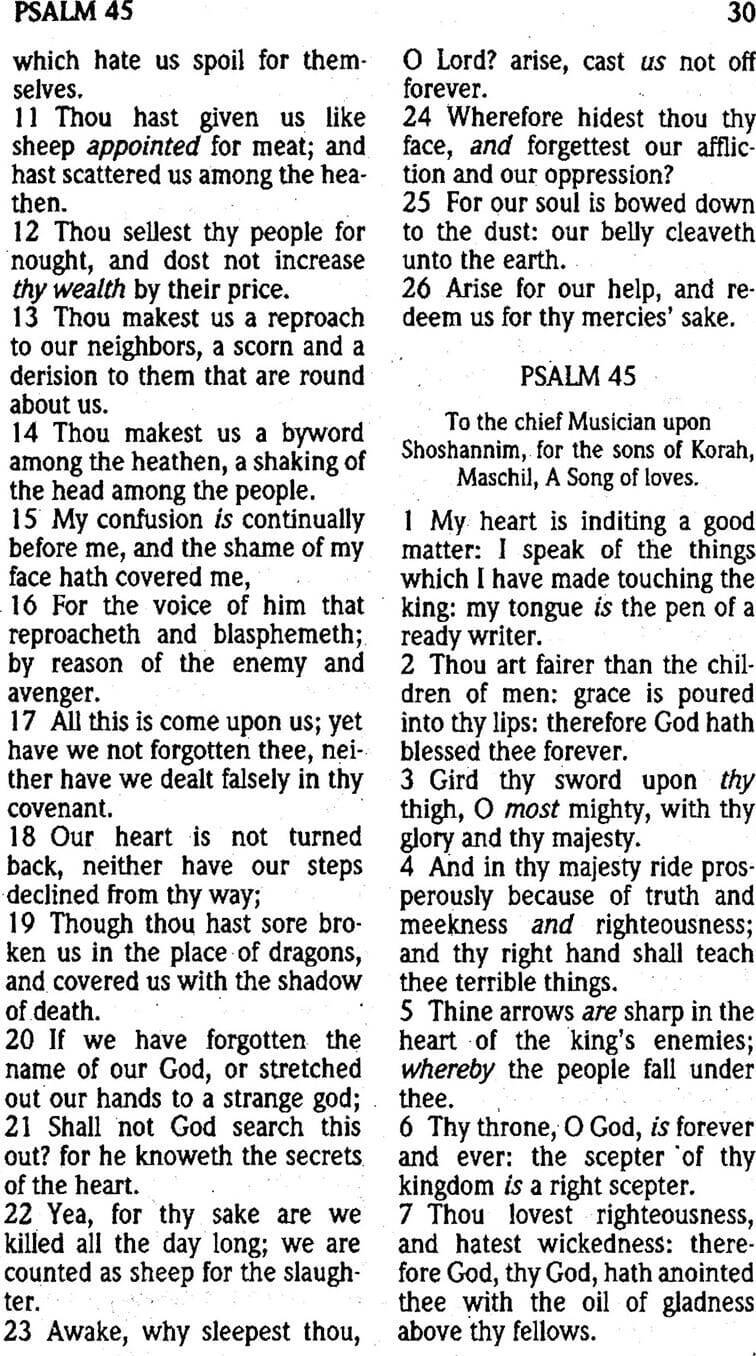 PSALM 45
30
which hate us spoil for them-
selves.
11 Thou hast given us like
sheep appointed for meat; and
hast scattered us among the hea-
then.
12 Thou sellest thy people for
nought, and dost not increase
thy wealth by their price.
13 Thou makest us a reproach
to our neighbors, a scorn and a
derision to them that are round
about us.
14 Thou makest us a byword
among the heathen, a shaking of
the head among the people.
15 My confusion is continually
before me, and the shame of my
face hath covered me,
16 For the voice of him that
reproacheth and blasphemeth;
by reason of the enemy and
avenger.
17 All this is come upon us; yet
have we not forgotten thee, nei-
ther have we dealt falsely in thy
covenant.
18 Our heart is not turned
back, neither have our steps
declined from thy way;
19 Though thou hast sore bro-
ken us in the place of dragons,
and covered us with the shadow
of death.
20 If we have forgotten the
name of our God, or stretched
out our hands to a strange god;
21 Shall not God search this
out? for he knoweth the secrets
of the heart.
22 Yea, for thy sake are we
killed all the day long; we are
counted as sheep for the slaugh-
ter.
23 Awake, why sleepest thou,
O Lord? arise, cast us not off
forever.
24 Wherefore hidest thou thy
face, and forgettest our afflic-
tion and our oppression?
25 For our soul is bowed down
to the dust: our belly cleaveth
unto the earth.
26 Arise for our help, and re-
deem us for thy mercies' sake.
PSALM 45
To the chief Musician upon
Shoshannim, for the sons of Korah,
Maschil, A Song of loves.
1 My heart is inditing a good
matter: I speak of the things
which I have made touching the
king: my tongue is the pen of a
ready writer.
2 Thou art fairer than the chil-
dren of men: grace is poured
into thy lips: therefore God hath
blessed thee forever.
3 Gird thy sword upon thy
thigh, O most mighty, with thy
glory and thy majesty.
4 And in thy majesty ride pros-
perously because of truth and
meekness and righteousness;
and thy right hand shall teach
thee terrible things.
5 Thine arrows are sharp in the
heart of the king's enemies;
whereby the people fall under
thee.
6 Thy throne, O God, is forever
and ever: the scepter of thy
kingdom is a right scepter.
7 Thou lovest righteousness,
and hatest wickedness: there-
fore God, thy God, hath anointed
thee with the oil of gladness
above thy fellows.